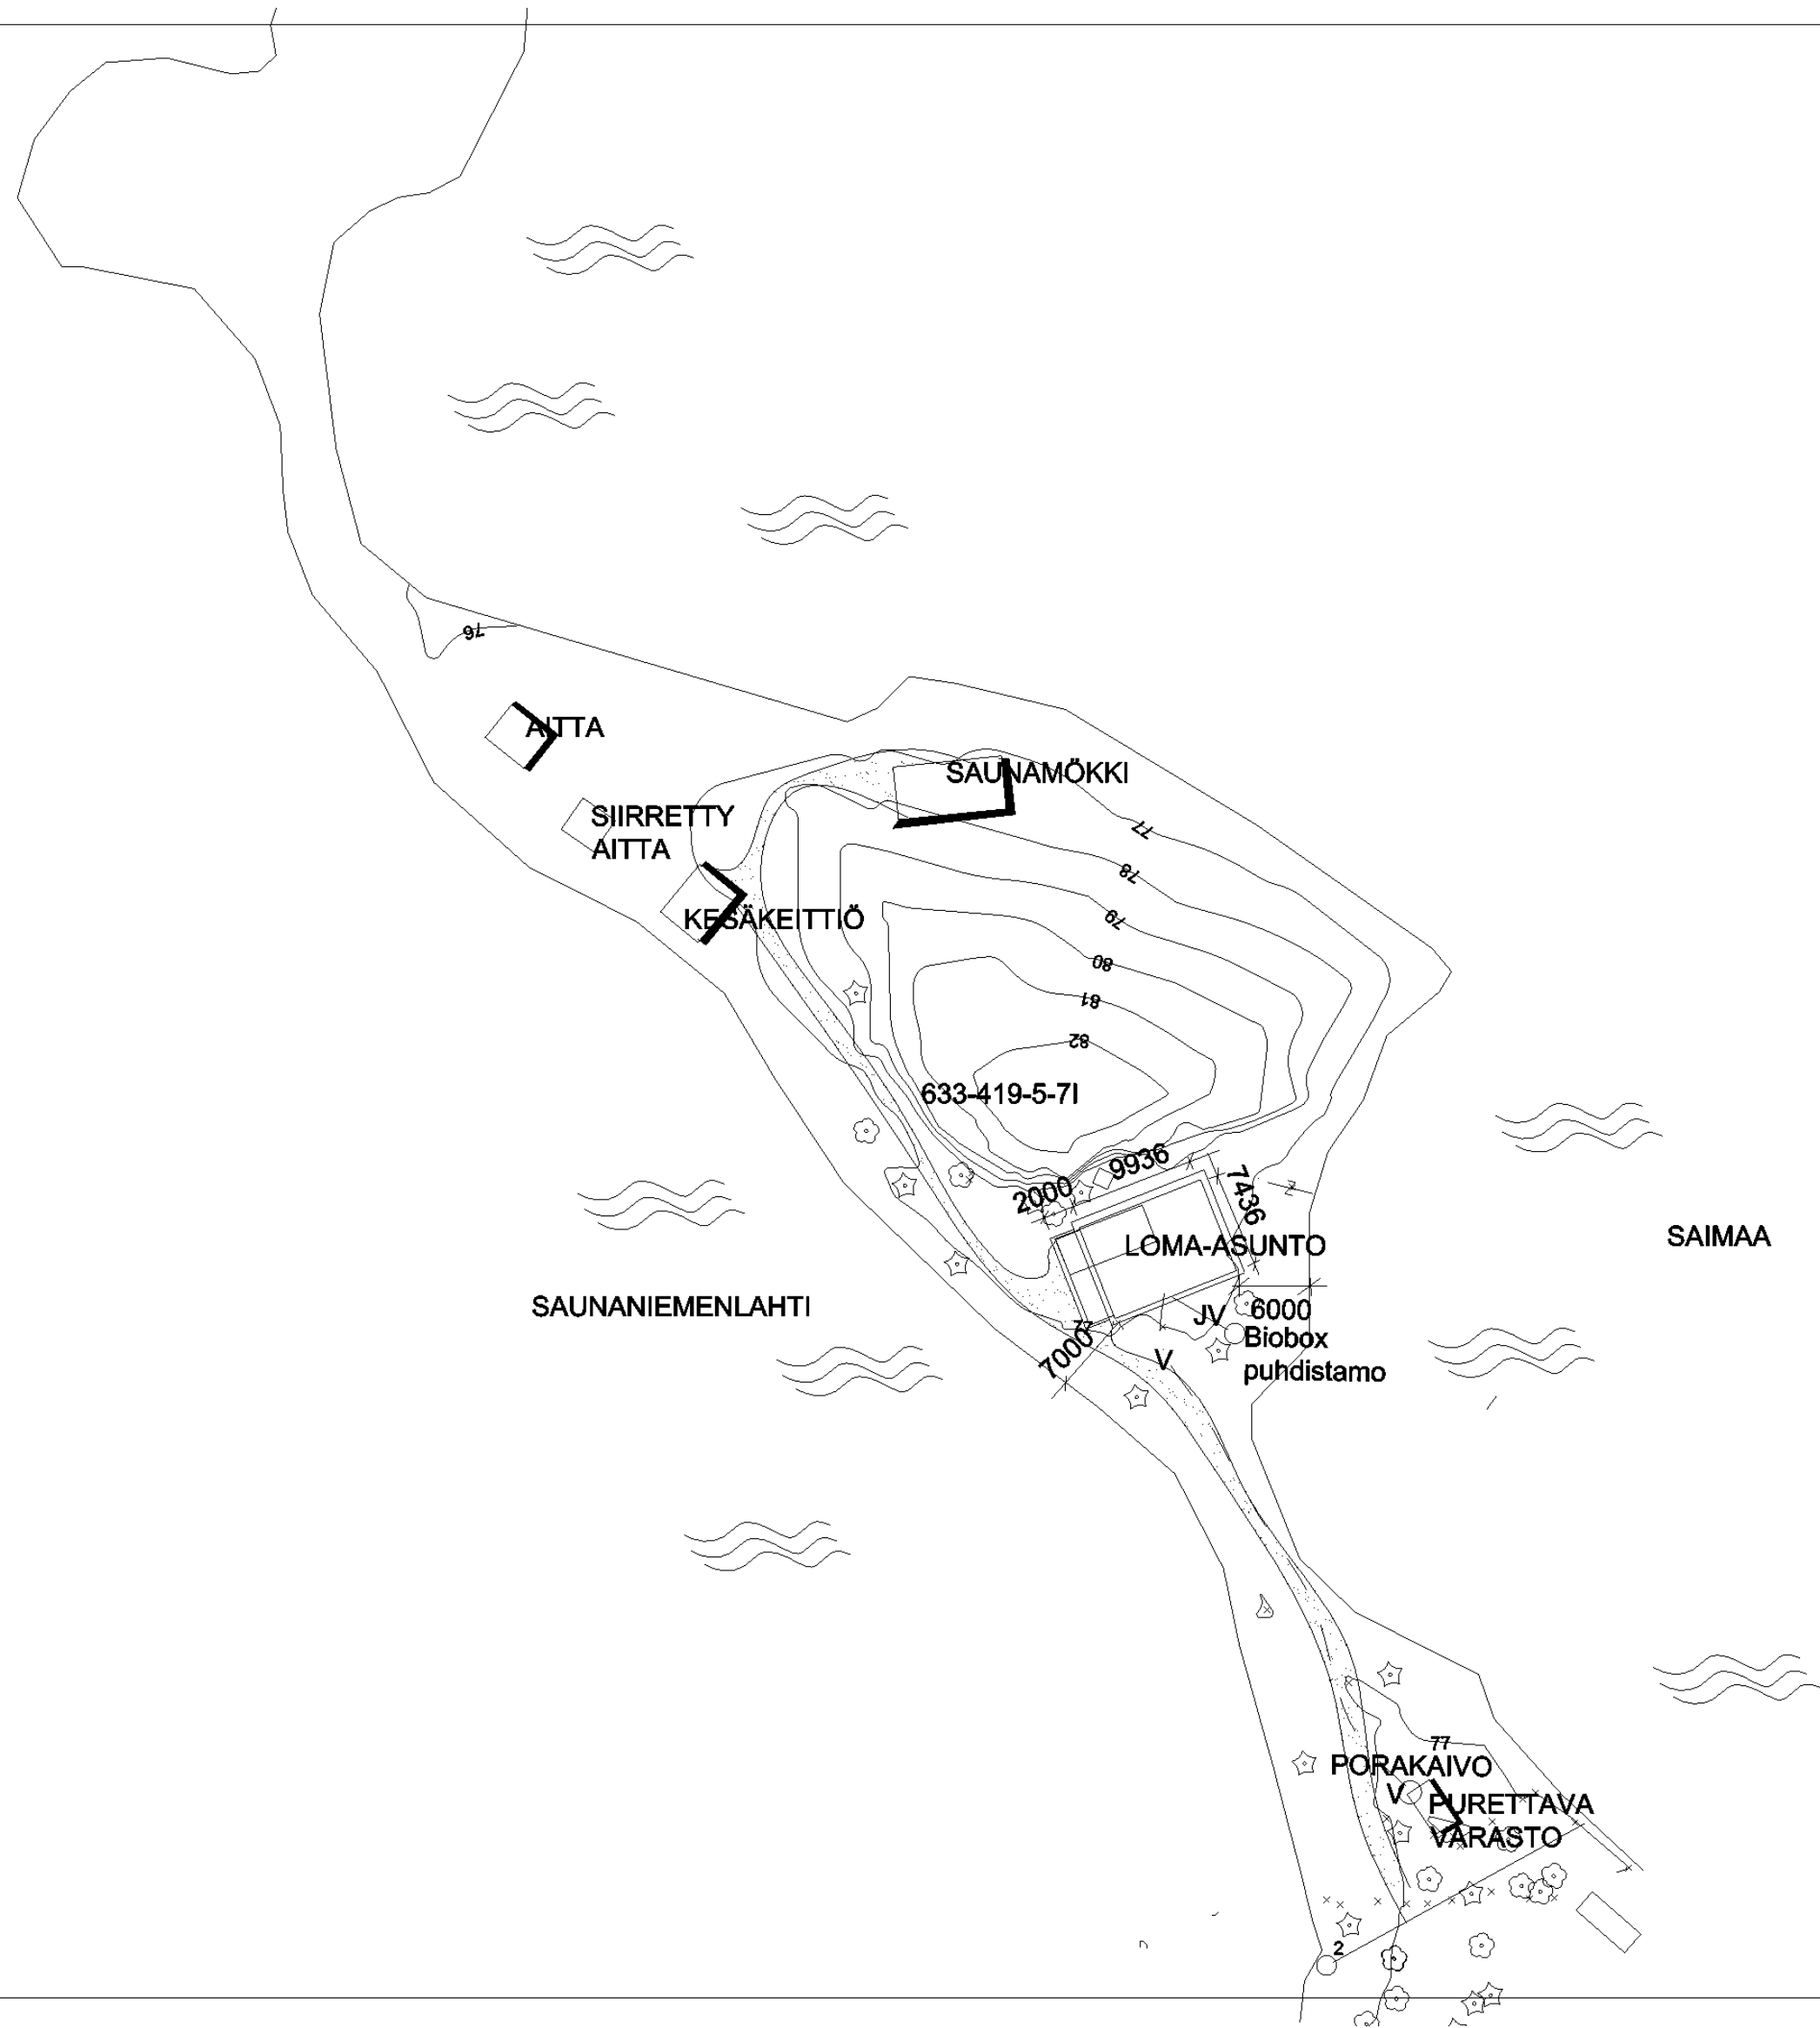 76
AITTA
SAUNAMÖKKI
SIIRRETTY
AITTA
77
78
KESÄKEITTIÖ
79
80
81
82
633-419-5-7I
9936
2000
7436
LOMA-ASUNTO
SAIMAA
SAUNANIEMENLAHTI
JV
6000
77
Biobox
7000
V
puhdistamo
77
PORAKAIVO
V
PURETTAVA
VARASTO
2